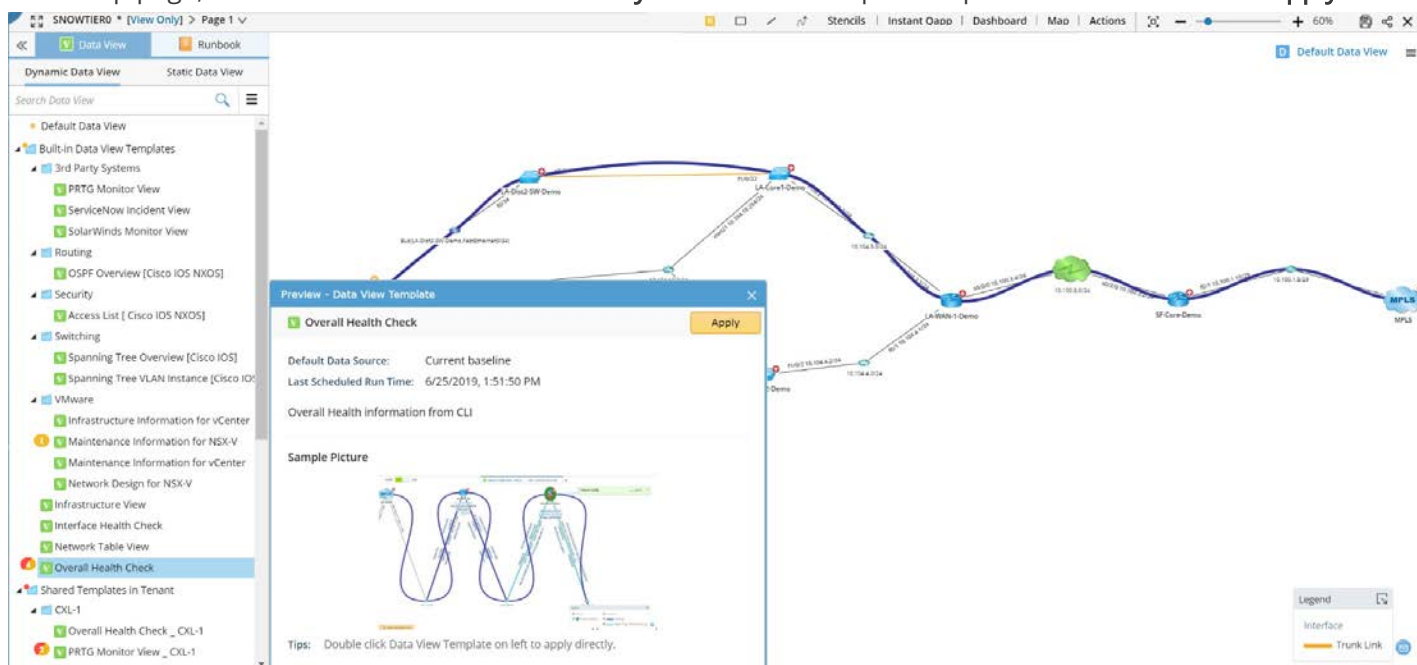 SNOWTIER0 * [View Only] > Page 1
Stencils | Instant Qapp | Dashboard | Map | Actions
60%
Data View
Runbook
Default Data View
Dynamic Data View
Static Data View
Search Data View
Default Data View
Built-in Data View Templates
3rd Party Systems
PRTG Monitor View
ServiceNow Incident View
SolarWinds Monitor View
Routing
OSPF Overview [Cisco IOS NXOS]
Security
Access List [ Cisco IOS NXOS]
Switching
Spanning Tree Overview [Cisco IOS]
Spanning Tree VLAN Instance [Cisco IOS
VMware
Infrastructure Information for vCenter
Maintenance Information for NSX-V
Maintenance Information for vCenter
Network Design for NSX-V
Infrastructure View
Interface Health Check
Network Table View
Overall Health Check
Shared Templates in Tenant
CXL-1
Overall Health Check _ CXL-1
PRTG Monitor View _ CXL-1
LA-Dist2-SW-Demo
LA-Core1-Demo
LA-WAN-1-Demo
SF-Core-Demo
MPLS
MPLS
Preview - Data View Template
Overall Health Check
Apply
Default Data Source: Current baseline
Last Scheduled Run Time: 6/25/2019, 1:51:50 PM
Overall Health information from CLI
Sample Picture
Tips: Double click Data View Template on left to apply directly.
Legend
Interface
Trunk Link